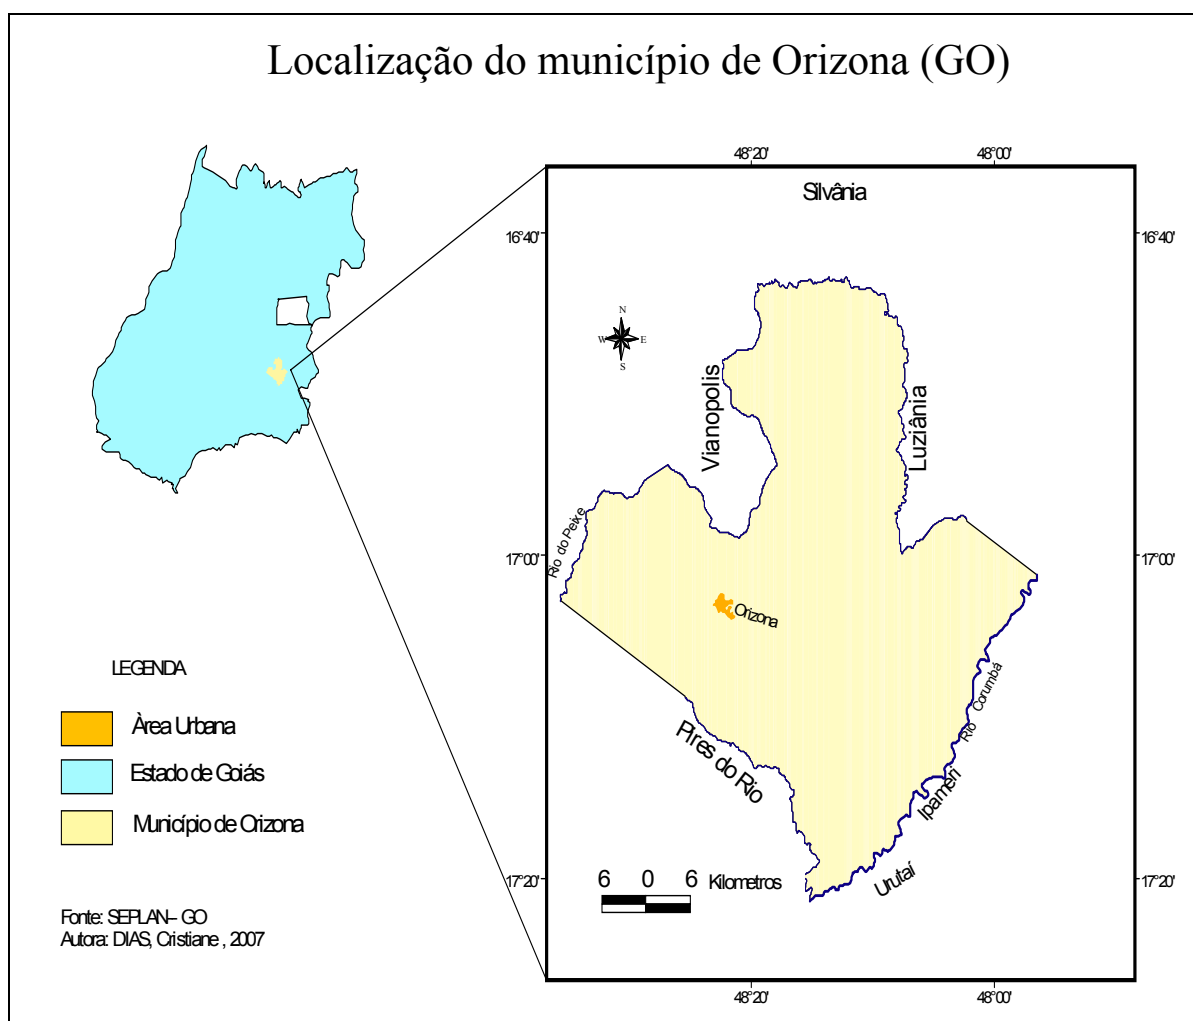 Localização do município de Orizona (GO)
48°20'
48°00'
Silvânia
16°40'
16°40'
N
W
E
S
Vianopolis
Luziânia
Rio do Peixe
17°00'
17°00'
Orizona
LEGENDA
Àrea Urbana
Estado de Goiás
Município de Orizona
Rio Corumbá
Pires do Rio
Ipameri
Urutaí
17°20'
17°20'
6 0 6 Kilometros
Fonte: SEPLAN– GO
Autora: DIAS, Cristiane , 2007
48°20'
48°00'